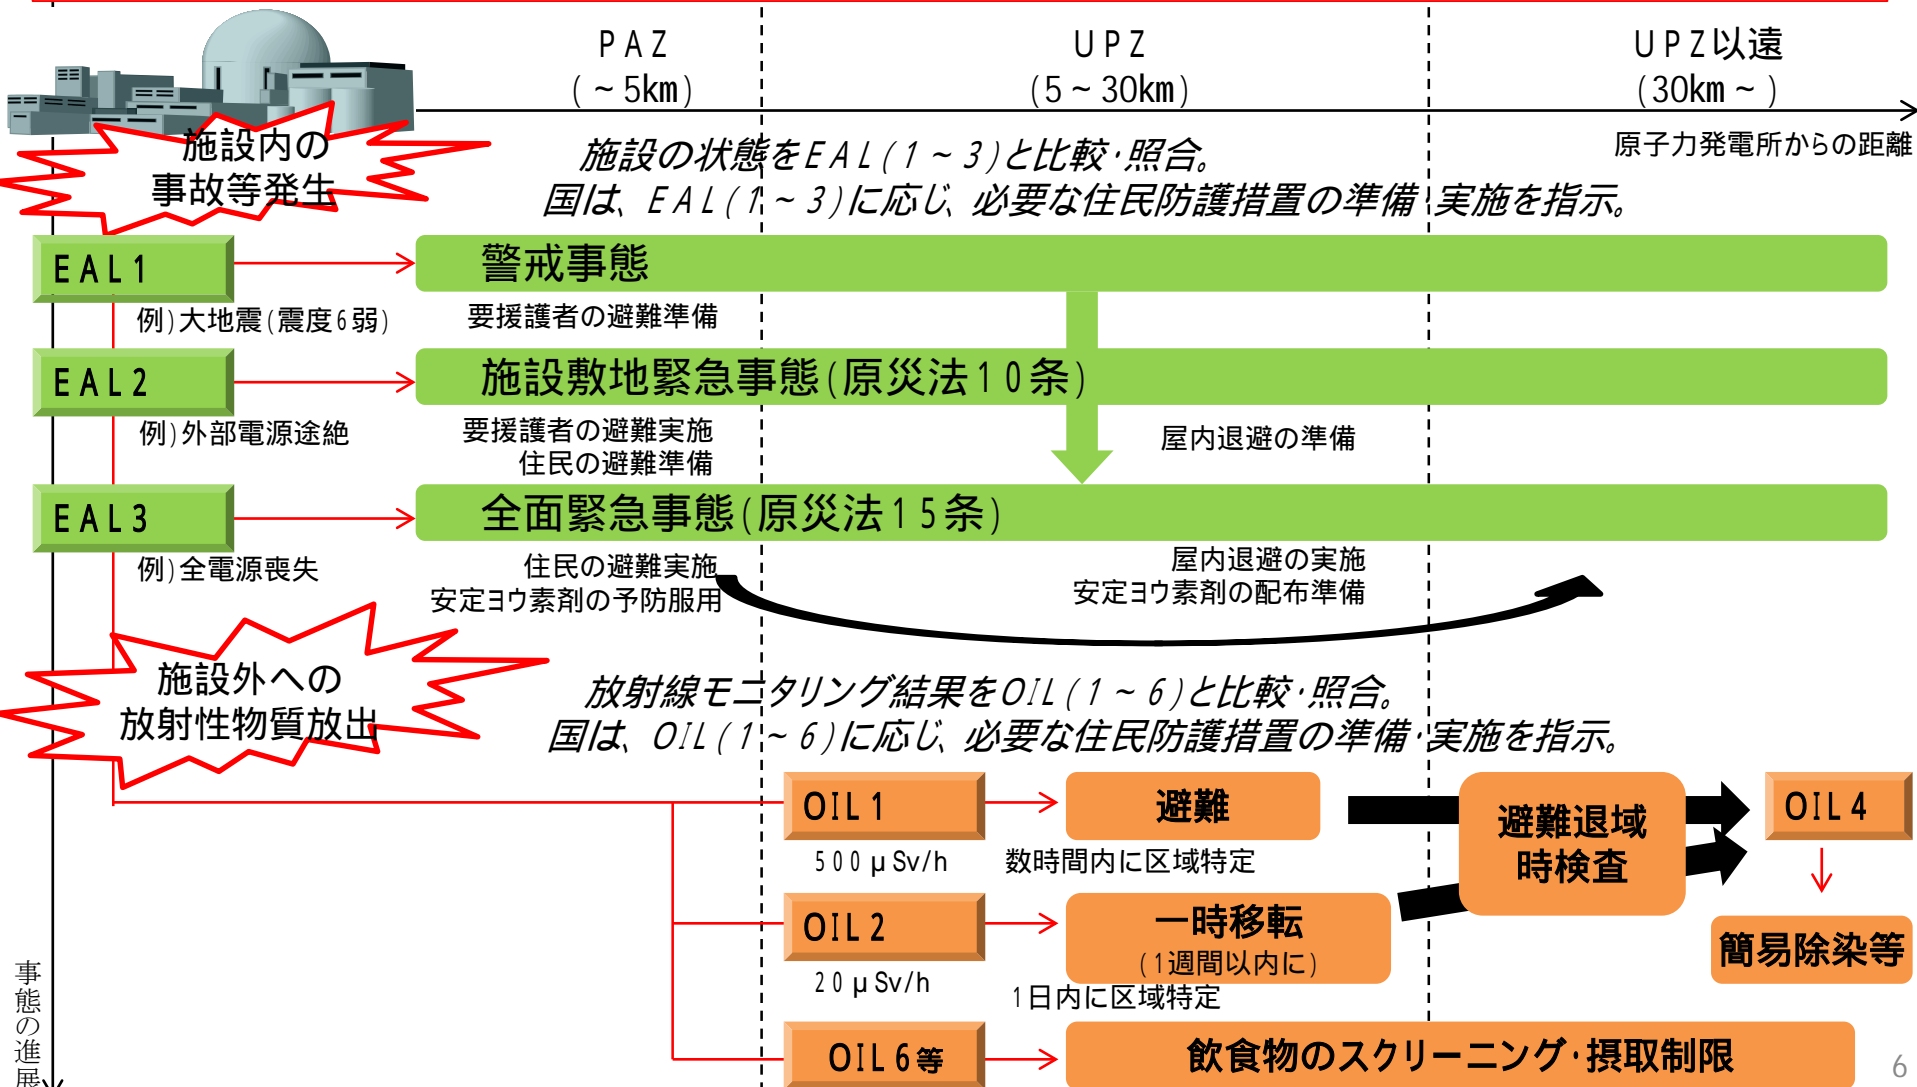 PAZ
(~5km)
UPZ
(5~30km)
UPZ以遠
(30km~)
原子力発電所からの距離
施設内の
事故等発生
施設の状態をEAL(1~3)と比較・照合。
国は、EAL(1~3)に応じ、必要な住民防護措置の準備・実施を指示。
EAL1
警戒事態
例)大地震(震度6弱)
要援護者の避難準備
EAL2
施設敷地緊急事態(原災法10条)
例)外部電源途絶
要援護者の避難実施
住民の避難準備
屋内退避の準備
EAL3
全面緊急事態(原災法15条)
例)全電源喪失
住民の避難実施
安定ヨウ素剤の予防服用
屋内退避の実施
安定ヨウ素剤の配布準備
施設外への
放射性物質放出
放射線モニタリング結果をOIL(1~6)と比較・照合。
国は、OIL(1~6)に応じ、必要な住民防護措置の準備・実施を指示。
OIL1
避難
500μSv/h
数時間内に区域特定
避難退域
時検査
OIL4
簡易除染等
OIL2
一時移転
(1週間以内に)
20μSv/h
1日内に区域特定
OIL6等
飲食物のスクリーニング・摂取制限
事態の進展
6